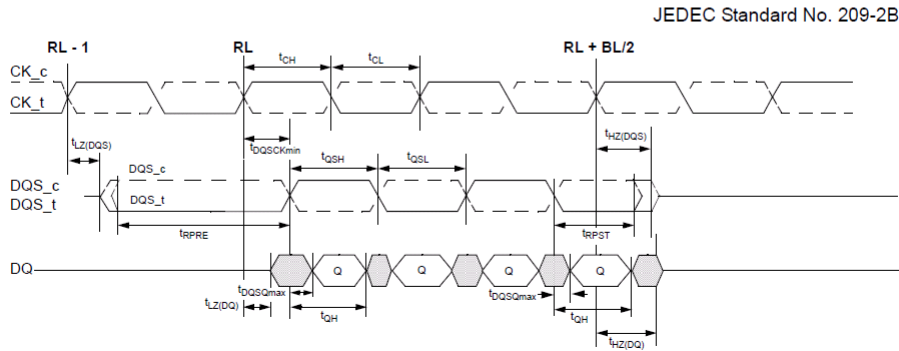 JEDEC Standard No. 209-2B
RL - 1 RL RL + BL/2
tCH tCL
CK_c
CK_t
tLZ(DQS) tDQSCKmin tHZ(DQS)
tQSH tQSL
DQS_c
DQS_c
DQS_t
DQS_t
tRPRE tRPST
DQ Q Q Q Q
tDQSQmax tDQSQmax
tLZ(DQ) tQH tQH
tHZ(DQ)